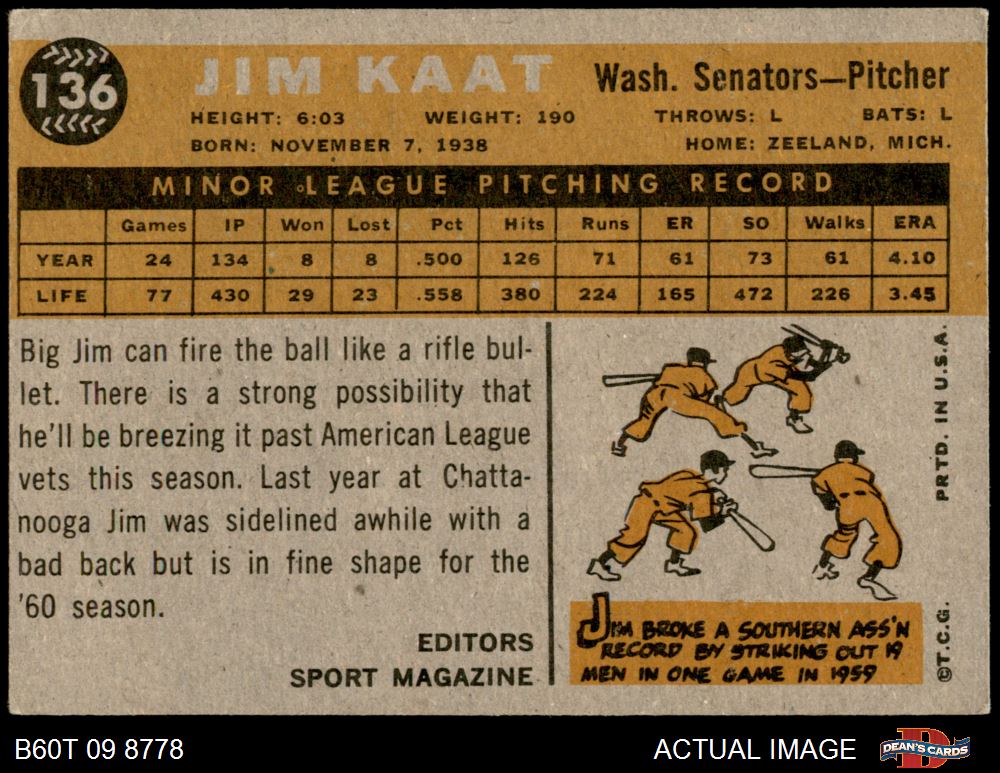 136
JIM KAAT
Wash. Senators—Pitcher
HEIGHT: 6:03 WEIGHT: 190 THROWS: L BATS: L
BORN: NOVEMBER 7, 1938 HOME: ZEELAND, MICH.
MINOR LEAGUE PITCHING RECORD
Games IP Won Lost Pct Hits Runs ER SO Walks ERA
YEAR 24 134 8 8 .500 126 71 61 73 61 4.10
LIFE 77 430 29 23 .558 380 224 165 472 226 3.45
Big Jim can fire the ball like a rifle bul-
let. There is a strong possibility that
he'll be breezing it past American League
vets this season. Last year at Chatta-
nooga Jim was sidelined awhile with a
bad back but is in fine shape for the
'60 season.
EDITORS
SPORT MAGAZINE
JIM BROKE A SOUTHERN ASS'N
RECORD BY STRIKING OUT 19
MEN IN ONE GAME IN 1959
©T.C.G. PRTD. IN U.S.A.
B60T 09 8778
ACTUAL IMAGE
DEAN'S CARDS